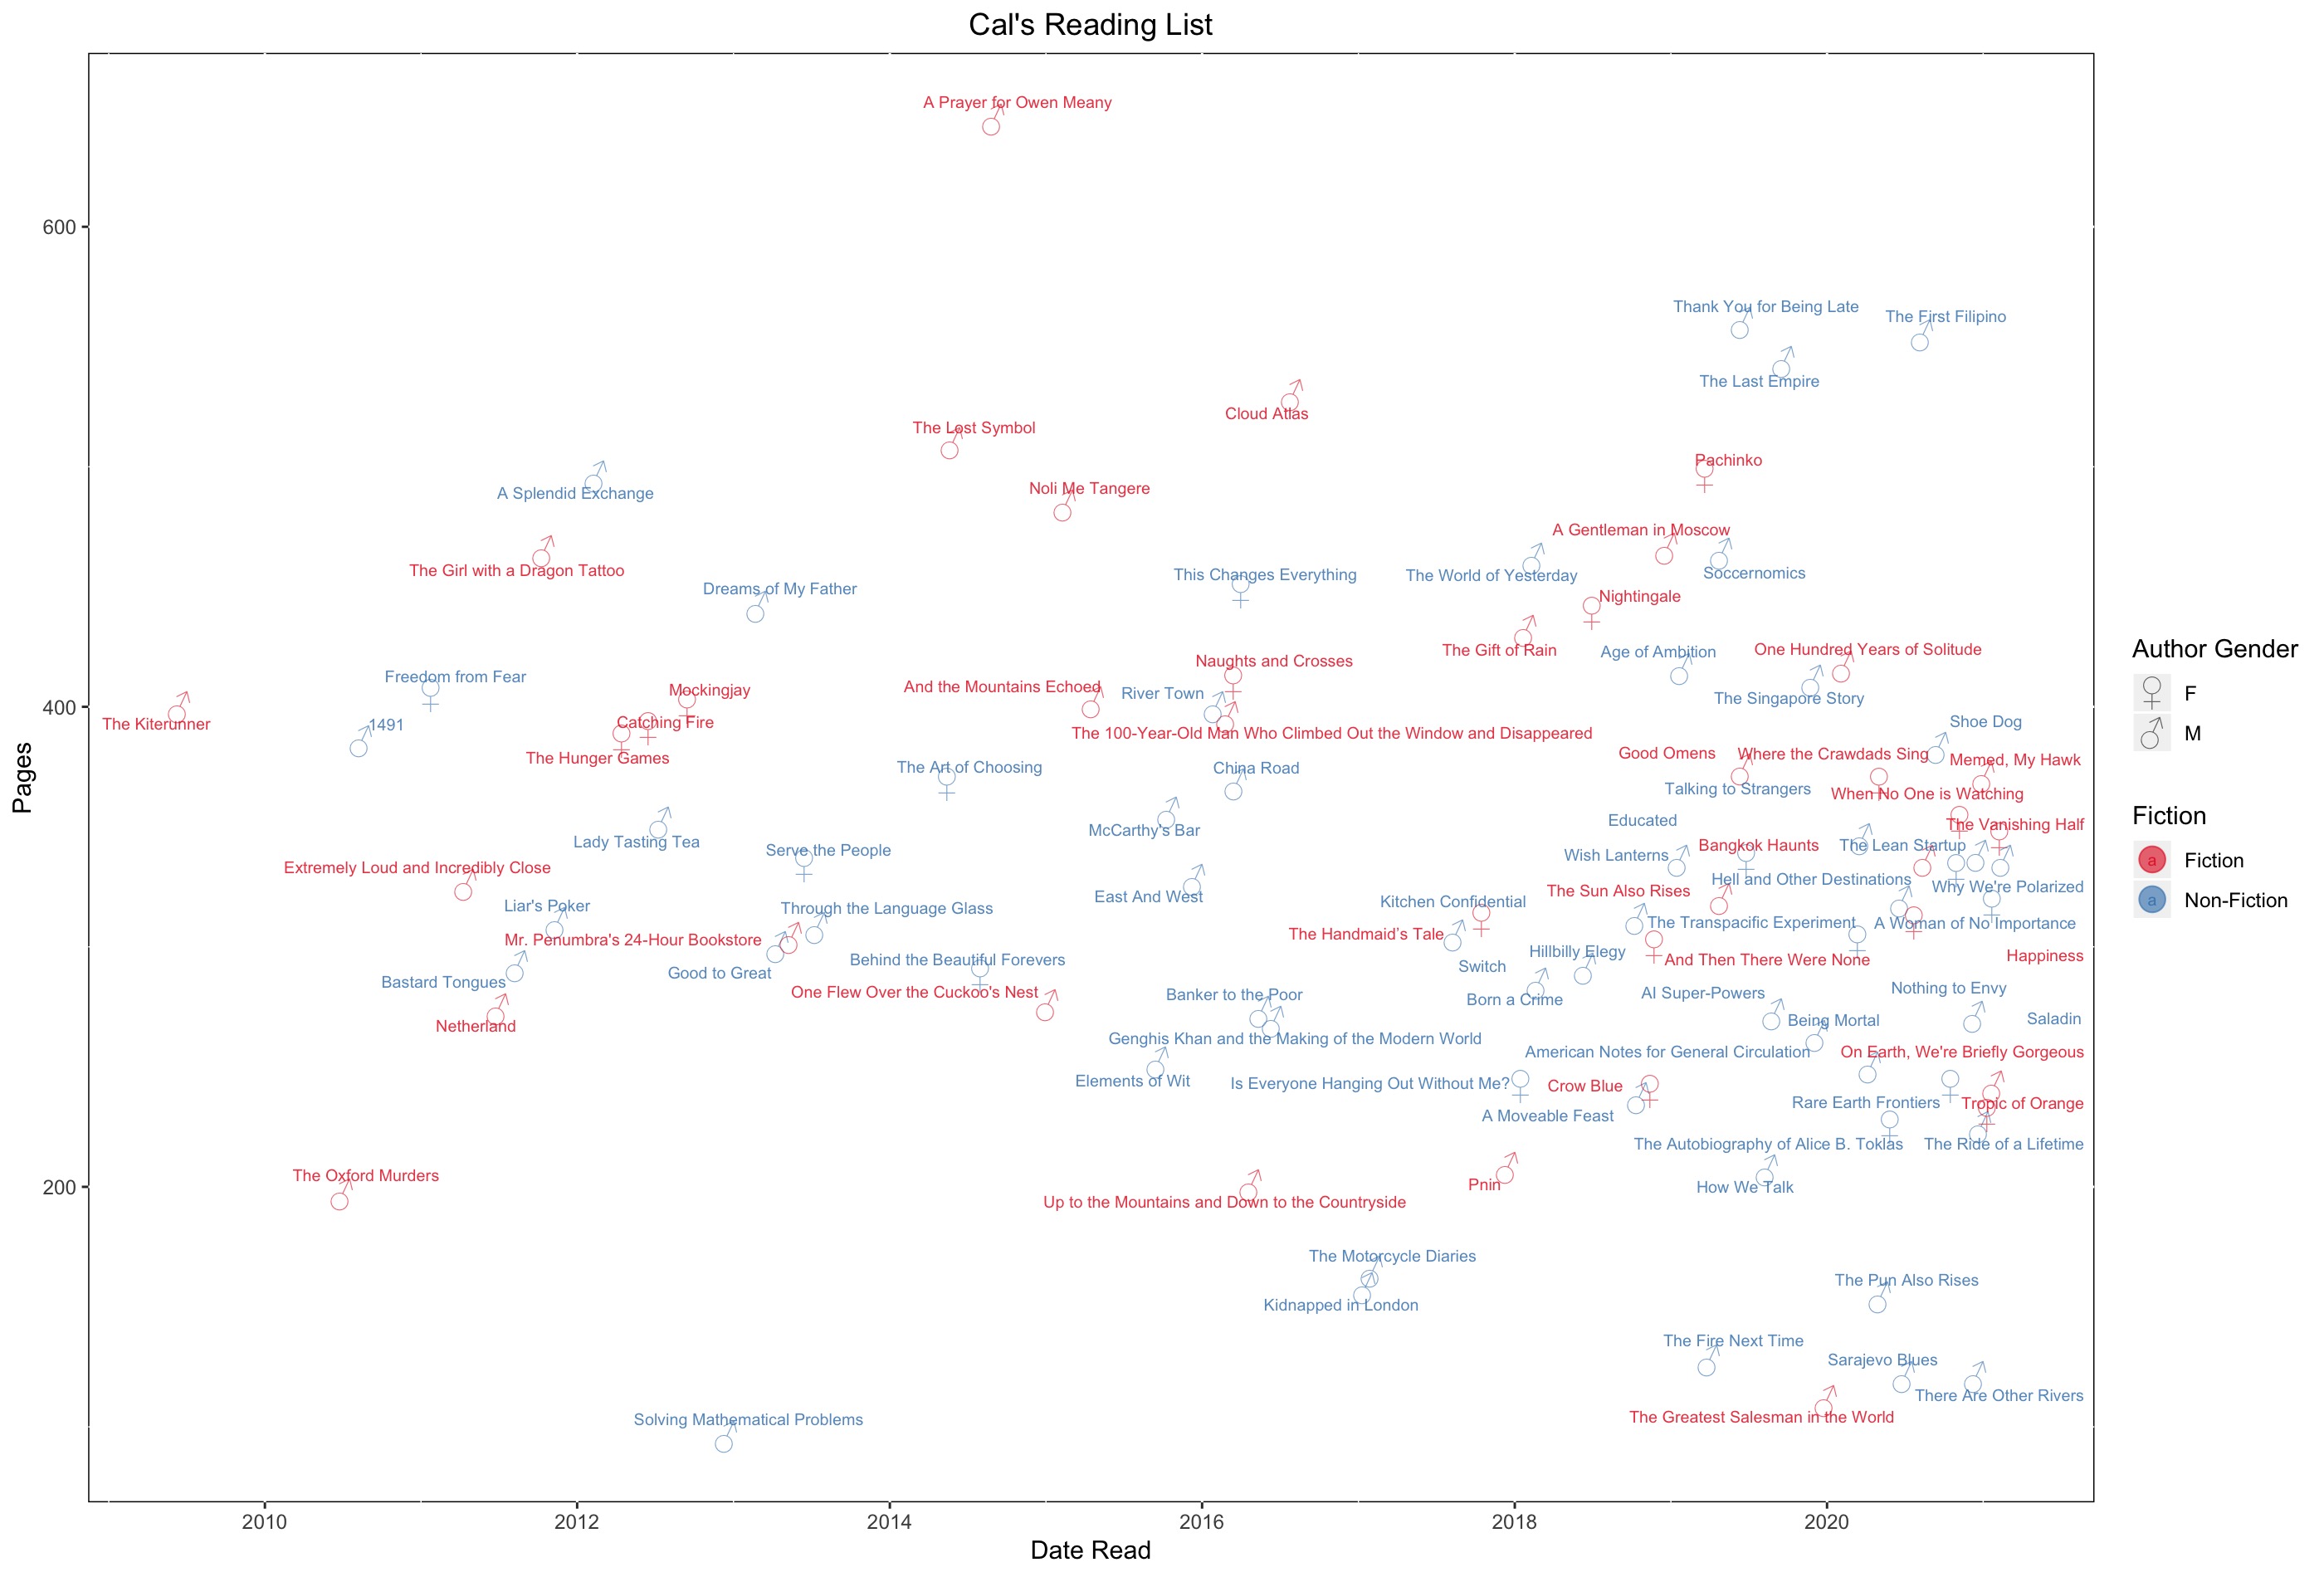 Cal's Reading List
A Prayer for Owen Meany
600
Thank You for Being Late
The First Filipino
The Last Empire
Cloud Atlas
The Lost Symbol
Pachinko
A Splendid Exchange
Noli Me Tangere
A Gentleman in Moscow
The Girl with a Dragon Tattoo
Soccernomics
This Changes Everything
The World of Yesterday
Dreams of My Father
Nightingale
The Gift of Rain
Age of Ambition
One Hundred Years of Solitude
Naughts and Crosses
Freedom from Fear
And the Mountains Echoed
Mockingjay
River Town
The Singapore Story
400
The Kiterunner
1491
Catching Fire
Shoe Dog
The 100-Year-Old Man Who Climbed Out the Window and Disappeared
Good Omens
Where the Crawdads Sing
Memed, My Hawk
The Hunger Games
The Art of Choosing
China Road
Talking to Strangers
When No One is Watching
Educated
The Vanishing Half
McCarthy's Bar
Lady Tasting Tea
Bangkok Haunts
The Lean Startup
Serve the People
Wish Lanterns
Extremely Loud and Incredibly Close
Hell and Other Destinations
Why We're Polarized
The Sun Also Rises
East And West
Kitchen Confidential
Liar's Poker
Through the Language Glass
The Transpacific Experiment
A Woman of No Importance
The Handmaid's Tale
Mr. Penumbra's 24-Hour Bookstore
Hillbilly Elegy
Happiness
Behind the Beautiful Forevers
And Then There Were None
Switch
Good to Great
Bastard Tongues
Nothing to Envy
One Flew Over the Cuckoo's Nest
AI Super-Powers
Banker to the Poor
Born a Crime
Saladin
Being Mortal
Netherland
Genghis Khan and the Making of the Modern World
American Notes for General Circulation
On Earth, We're Briefly Gorgeous
Elements of Wit
Is Everyone Hanging Out Without Me?
Crow Blue
Rare Earth Frontiers
Tropic of Orange
A Moveable Feast
The Autobiography of Alice B. Toklas
The Ride of a Lifetime
The Oxford Murders
200
Pnin
How We Talk
Up to the Mountains and Down to the Countryside
The Motorcycle Diaries
The Pun Also Rises
Kidnapped in London
The Fire Next Time
Sarajevo Blues
There Are Other Rivers
The Greatest Salesman in the World
Solving Mathematical Problems
2010
2012
2014
2016
2018
2020
Date Read
Pages
Author Gender
F
M
Fiction
a Fiction
a Non-Fiction